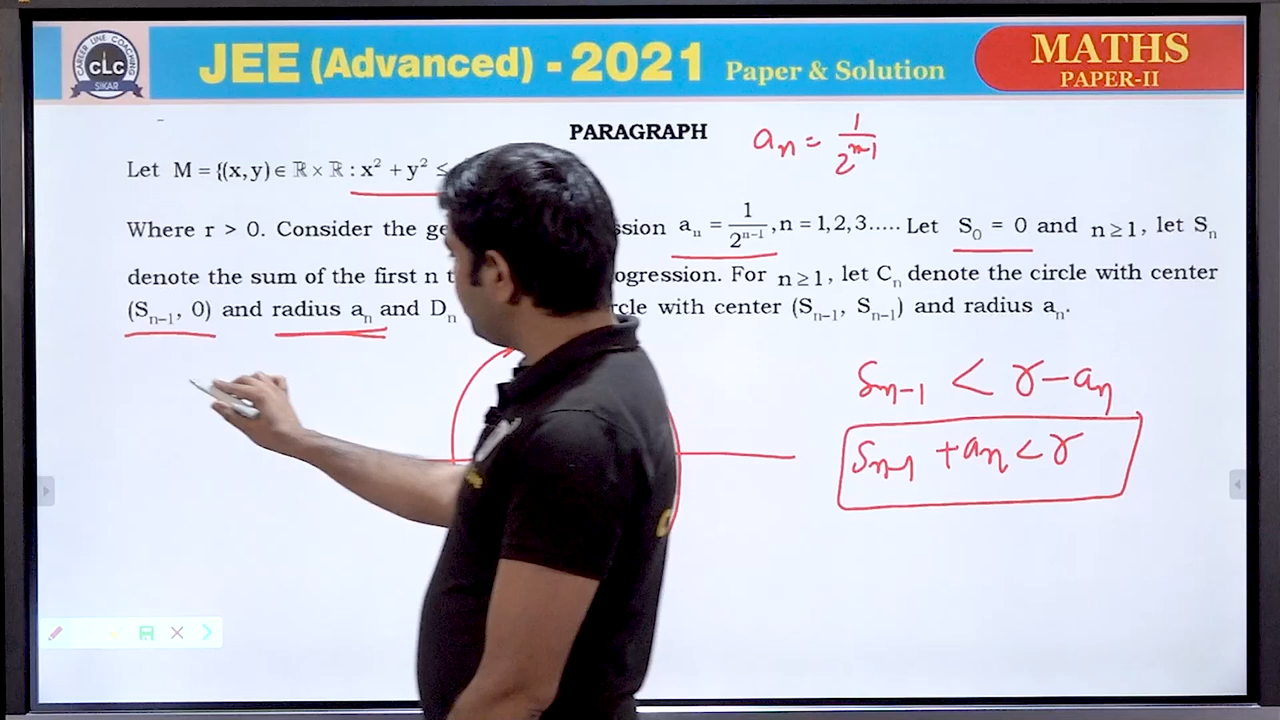 CAREER LINE COACHING
CLC
SIKAR
JEE (Advanced) - 2021 Paper & Solution
MATHS
PAPER-II
PARAGRAPH
aₙ = 1/2ⁿ⁻¹
Let M = {(x, y) ∈ ℝ × ℝ : x² + y² ≤
Where r > 0. Consider the ge ssion aₙ = 1/2ⁿ⁻¹, n = 1, 2, 3..... Let S₀ = 0 and n ≥ 1, let Sₙ
denote the sum of the first n t ogression. For n ≥ 1, let Cₙ denote the circle with center
(Sₙ₋₁, 0) and radius aₙ and Dₙ rcle with center (Sₙ₋₁, Sₙ₋₁) and radius aₙ.
Sₙ₋₁ < r - aₙ
Sₙ₋₁ + aₙ < r